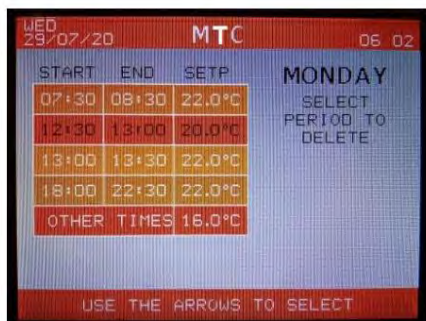 WED
29/07/20 MTC 06 02
START END SETP
07:30 08:30 22.0°C
12:30 13:00 20.0°C
13:00 13:30 22.0°C
18:00 22:30 22.0°C
OTHER TIMES 16.0°C
MONDAY
SELECT
PERIOD TO
DELETE
USE THE ARROWS TO SELECT